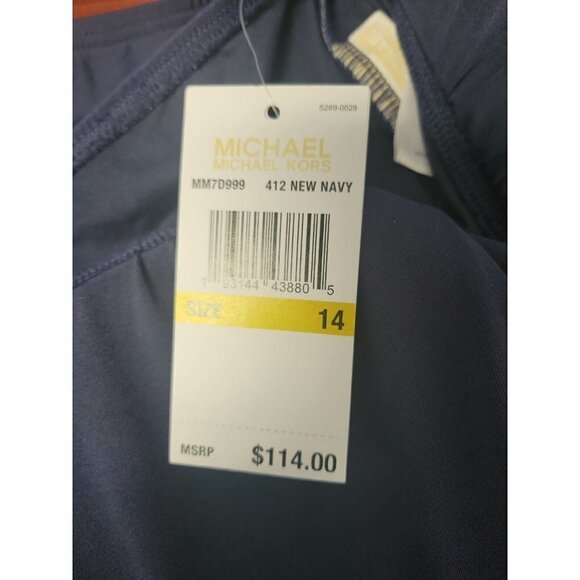 S269-0029
MICHAEL
MICHAEL KORS
MM7D999 412 NEW NAVY
1 93144 43880 5
SIZE 14
MSRP $114.00